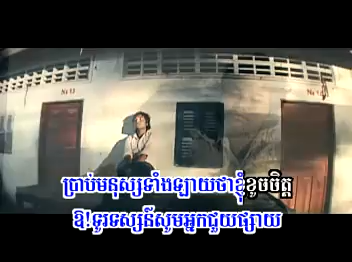 ប្រាប់មនុស្សទាំងឡាយថាខ្ញុំខូចចិត្ត
ឱ!ទូរទស្សន៍សូមអ្នកជួយផ្សាយ